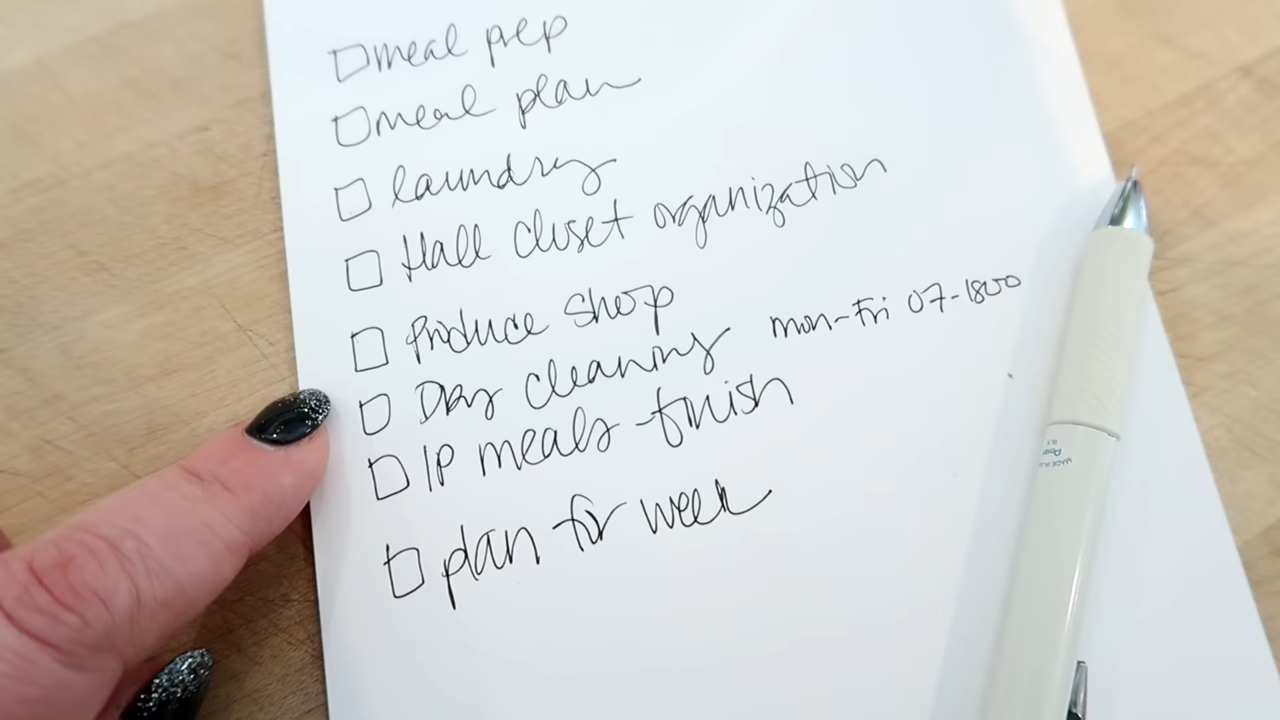 ☐ meal prep
☐ meal plan
☐ laundry
☐ Hall closet organization
☐ Produce shop
☐ Dry cleaning mon-Fri 07-1800
☐ IP meals - finish
☐ plan for week